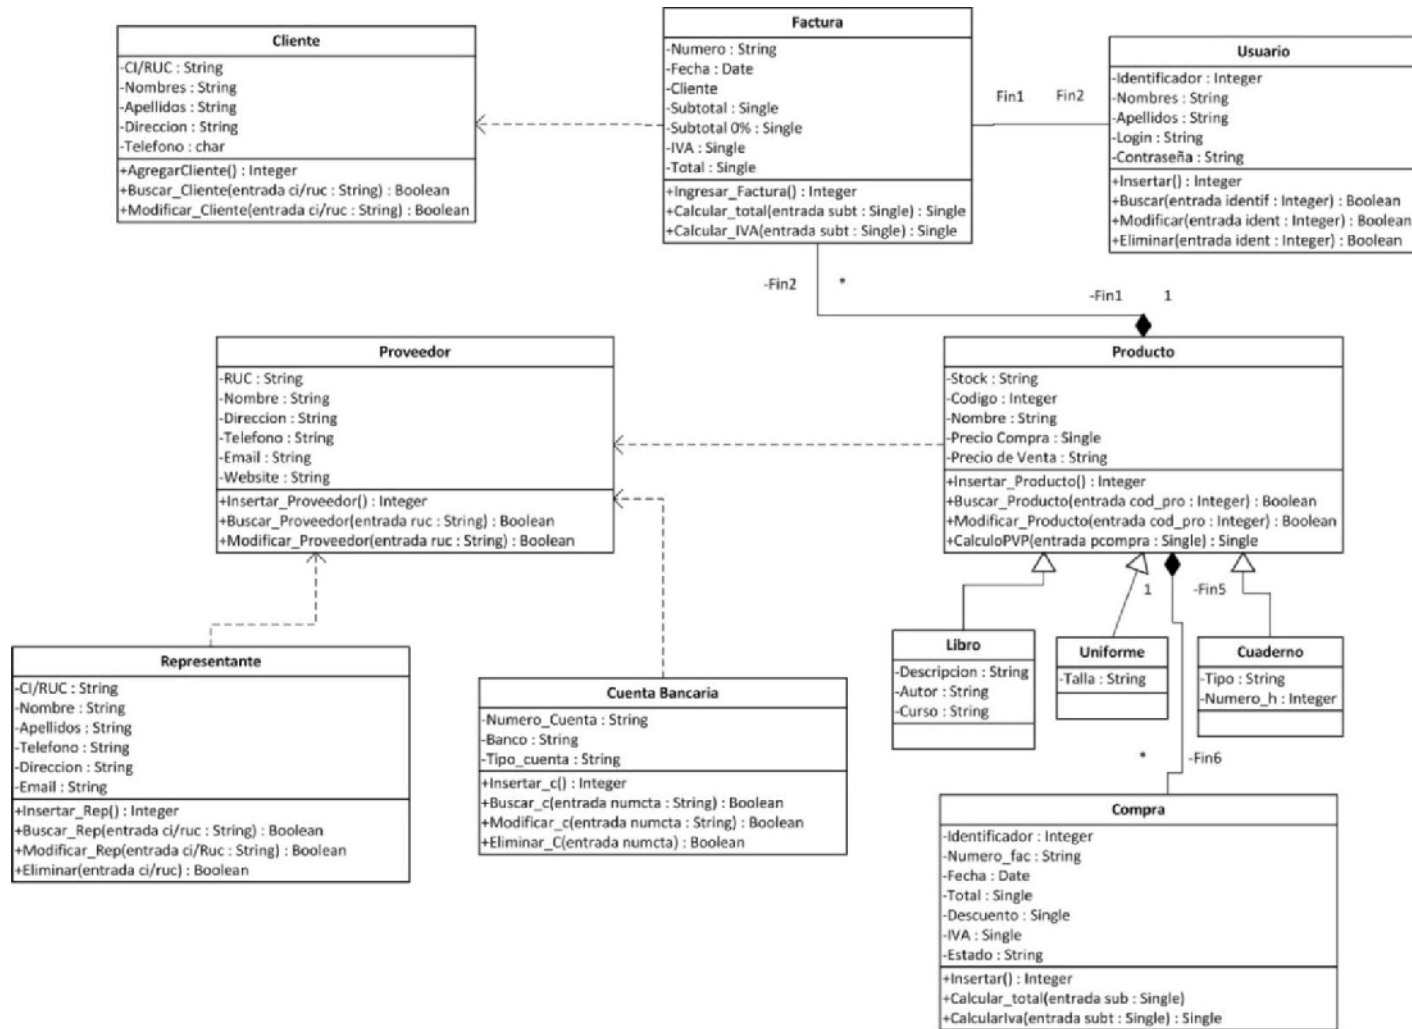 Cliente
-CI/RUC : String
-Nombres : String
-Apellidos : String
-Direccion : String
-Telefono : char
+AgregarCliente() : Integer
+Buscar_Cliente(entrada ci/ruc : String) : Boolean
+Modificar_Cliente(entrada ci/ruc : String) : Boolean
Factura
-Numero : String
-Fecha : Date
-Cliente
-Subtotal : Single
-Subtotal 0% : Single
-IVA : Single
-Total : Single
+Ingresar_Factura() : Integer
+Calcular_total(entrada subt : Single) : Single
+Calcular_IVA(entrada subt : Single) : Single
Fin1
Fin2
Usuario
-Identificador : Integer
-Nombres : String
-Apellidos : String
-Login : String
-Contraseña : String
+Insertar() : Integer
+Buscar(entrada identif : Integer) : Boolean
+Modificar(entrada ident : Integer) : Boolean
+Eliminar(entrada ident : Integer) : Boolean
-Fin2
*
-Fin1
1
Proveedor
-RUC : String
-Nombre : String
-Direccion : String
-Telefono : String
-Email : String
-Website : String
+Insertar_Proveedor() : Integer
+Buscar_Proveedor(entrada ruc : String) : Boolean
+Modificar_Proveedor(entrada ruc : String) : Boolean
Producto
-Stock : String
-Codigo : Integer
-Nombre : String
-Precio Compra : Single
-Precio de Venta : String
+Insertar_Producto() : Integer
+Buscar_Producto(entrada cod_pro : Integer) : Boolean
+Modificar_Producto(entrada cod_pro : Integer) : Boolean
+CalculoPVP(entrada pcompra : Single) : Single
1
-Fin5
Representante
-CI/RUC : String
-Nombre : String
-Apellidos : String
-Telefono : String
-Direccion : String
-Email : String
+Insertar_Rep() : Integer
+Buscar_Rep(entrada ci/ruc : String) : Boolean
+Modificar_Rep(entrada ci/Ruc : String) : Boolean
+Eliminar(entrada ci/ruc) : Boolean
Cuenta Bancaria
-Numero_Cuenta : String
-Banco : String
-Tipo_cuenta : String
+Insertar_c() : Integer
+Buscar_c(entrada numcta : String) : Boolean
+Modificar_c(entrada numcta : String) : Boolean
+Eliminar_C(entrada numcta) : Boolean
Libro
-Descripcion : String
-Autor : String
-Curso : String
Uniforme
-Talla : String
Cuaderno
-Tipo : String
-Numero_h : Integer
*
-Fin6
Compra
-Identificador : Integer
-Numero_fac : String
-Fecha : Date
-Total : Single
-Descuento : Single
-IVA : Single
-Estado : String
+Insertar() : Integer
+Calcular_total(entrada sub : Single)
+CalcularIva(entrada subt : Single) : Single